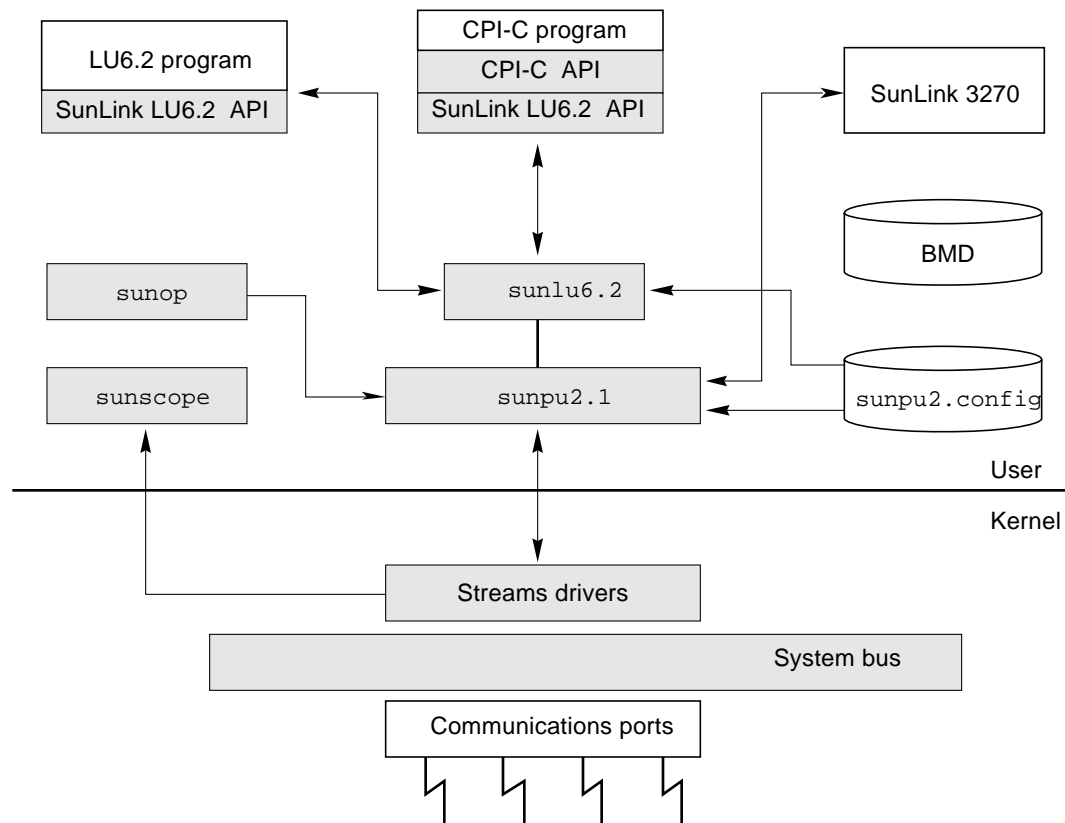 CPI-C program
LU6.2 program
CPI-C API
SunLink 3270
SunLink LU6.2 API
SunLink LU6.2 API
BMD
sunop
sunlu6.2
sunscope
sunpu2.1
sunpu2.config
User
Kernel
Streams drivers
System bus
Communications ports